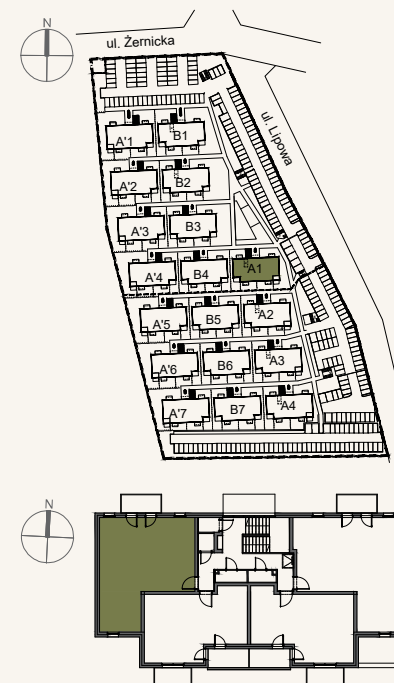 N
ul. Żernicka
ul. Lipowa
A'1 B1
A'2 B2
A'3 B3
A'4 B4 A1
A'5 B5 A2
A'6 B6 A3
A'7 B7 A4
N